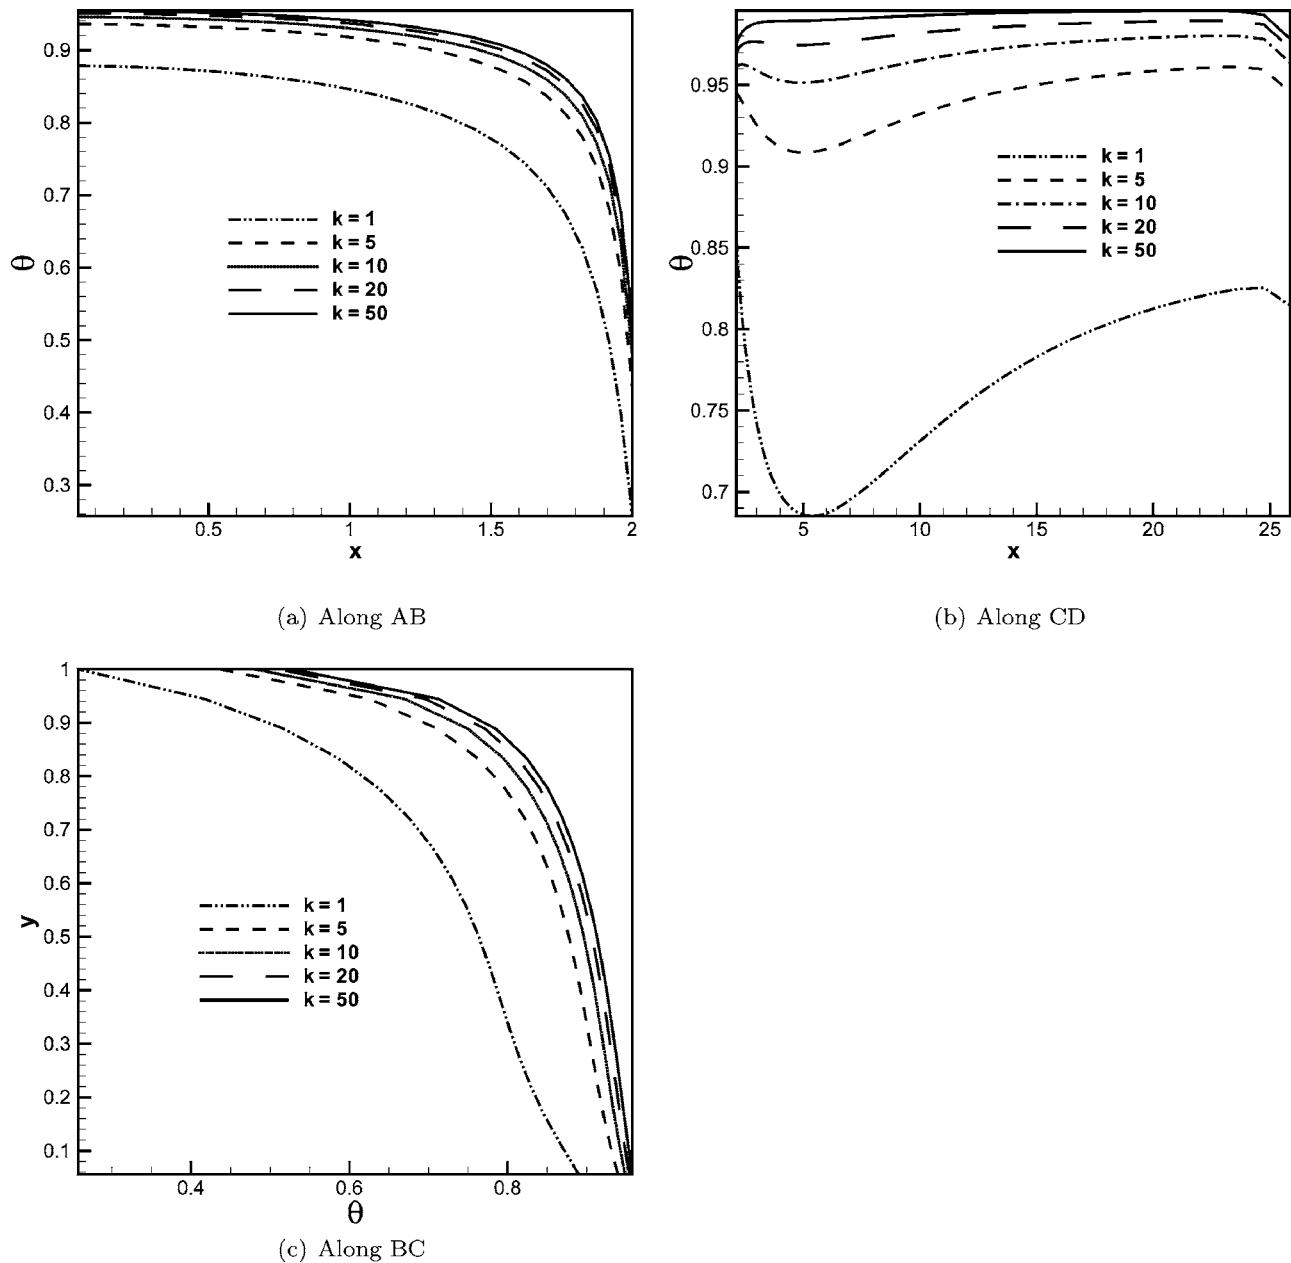 0.9
0.8
0.7
0.6
0.5
0.4
0.3
θ
k = 1
k = 5
k = 10
k = 20
k = 50
0.5
1
1.5
2
x
(a) Along AB
0.95
0.9
0.85
0.8
0.75
0.7
θ
k = 1
k = 5
k = 10
k = 20
k = 50
5
10
15
20
25
x
(b) Along CD
1
0.9
0.8
0.7
0.6
0.5
0.4
0.3
0.2
0.1
y
k = 1
k = 5
k = 10
k = 20
k = 50
0.4
0.6
0.8
θ
(c) Along BC